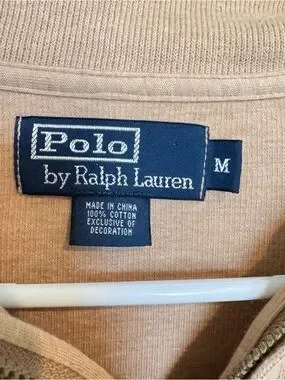 Polo
by Ralph Lauren
M
MADE IN CHINA
100% COTTON
EXCLUSIVE OF
DECORATION